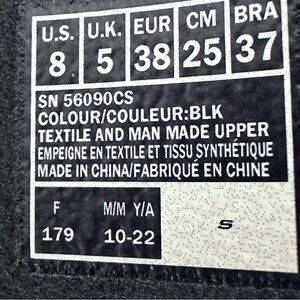 U.S. U.K. EUR CM BRA
8 5 38 25 37
SN 56090CS
COLOUR/COULEUR:BLK
TEXTILE AND MAN MADE UPPER
EMPEIGNE EN TEXTILE ET TISSU SYNTHÉTIQUE
MADE IN CHINA/FABRIQUÉ EN CHINE
F M/M Y/A
179 10-22
S